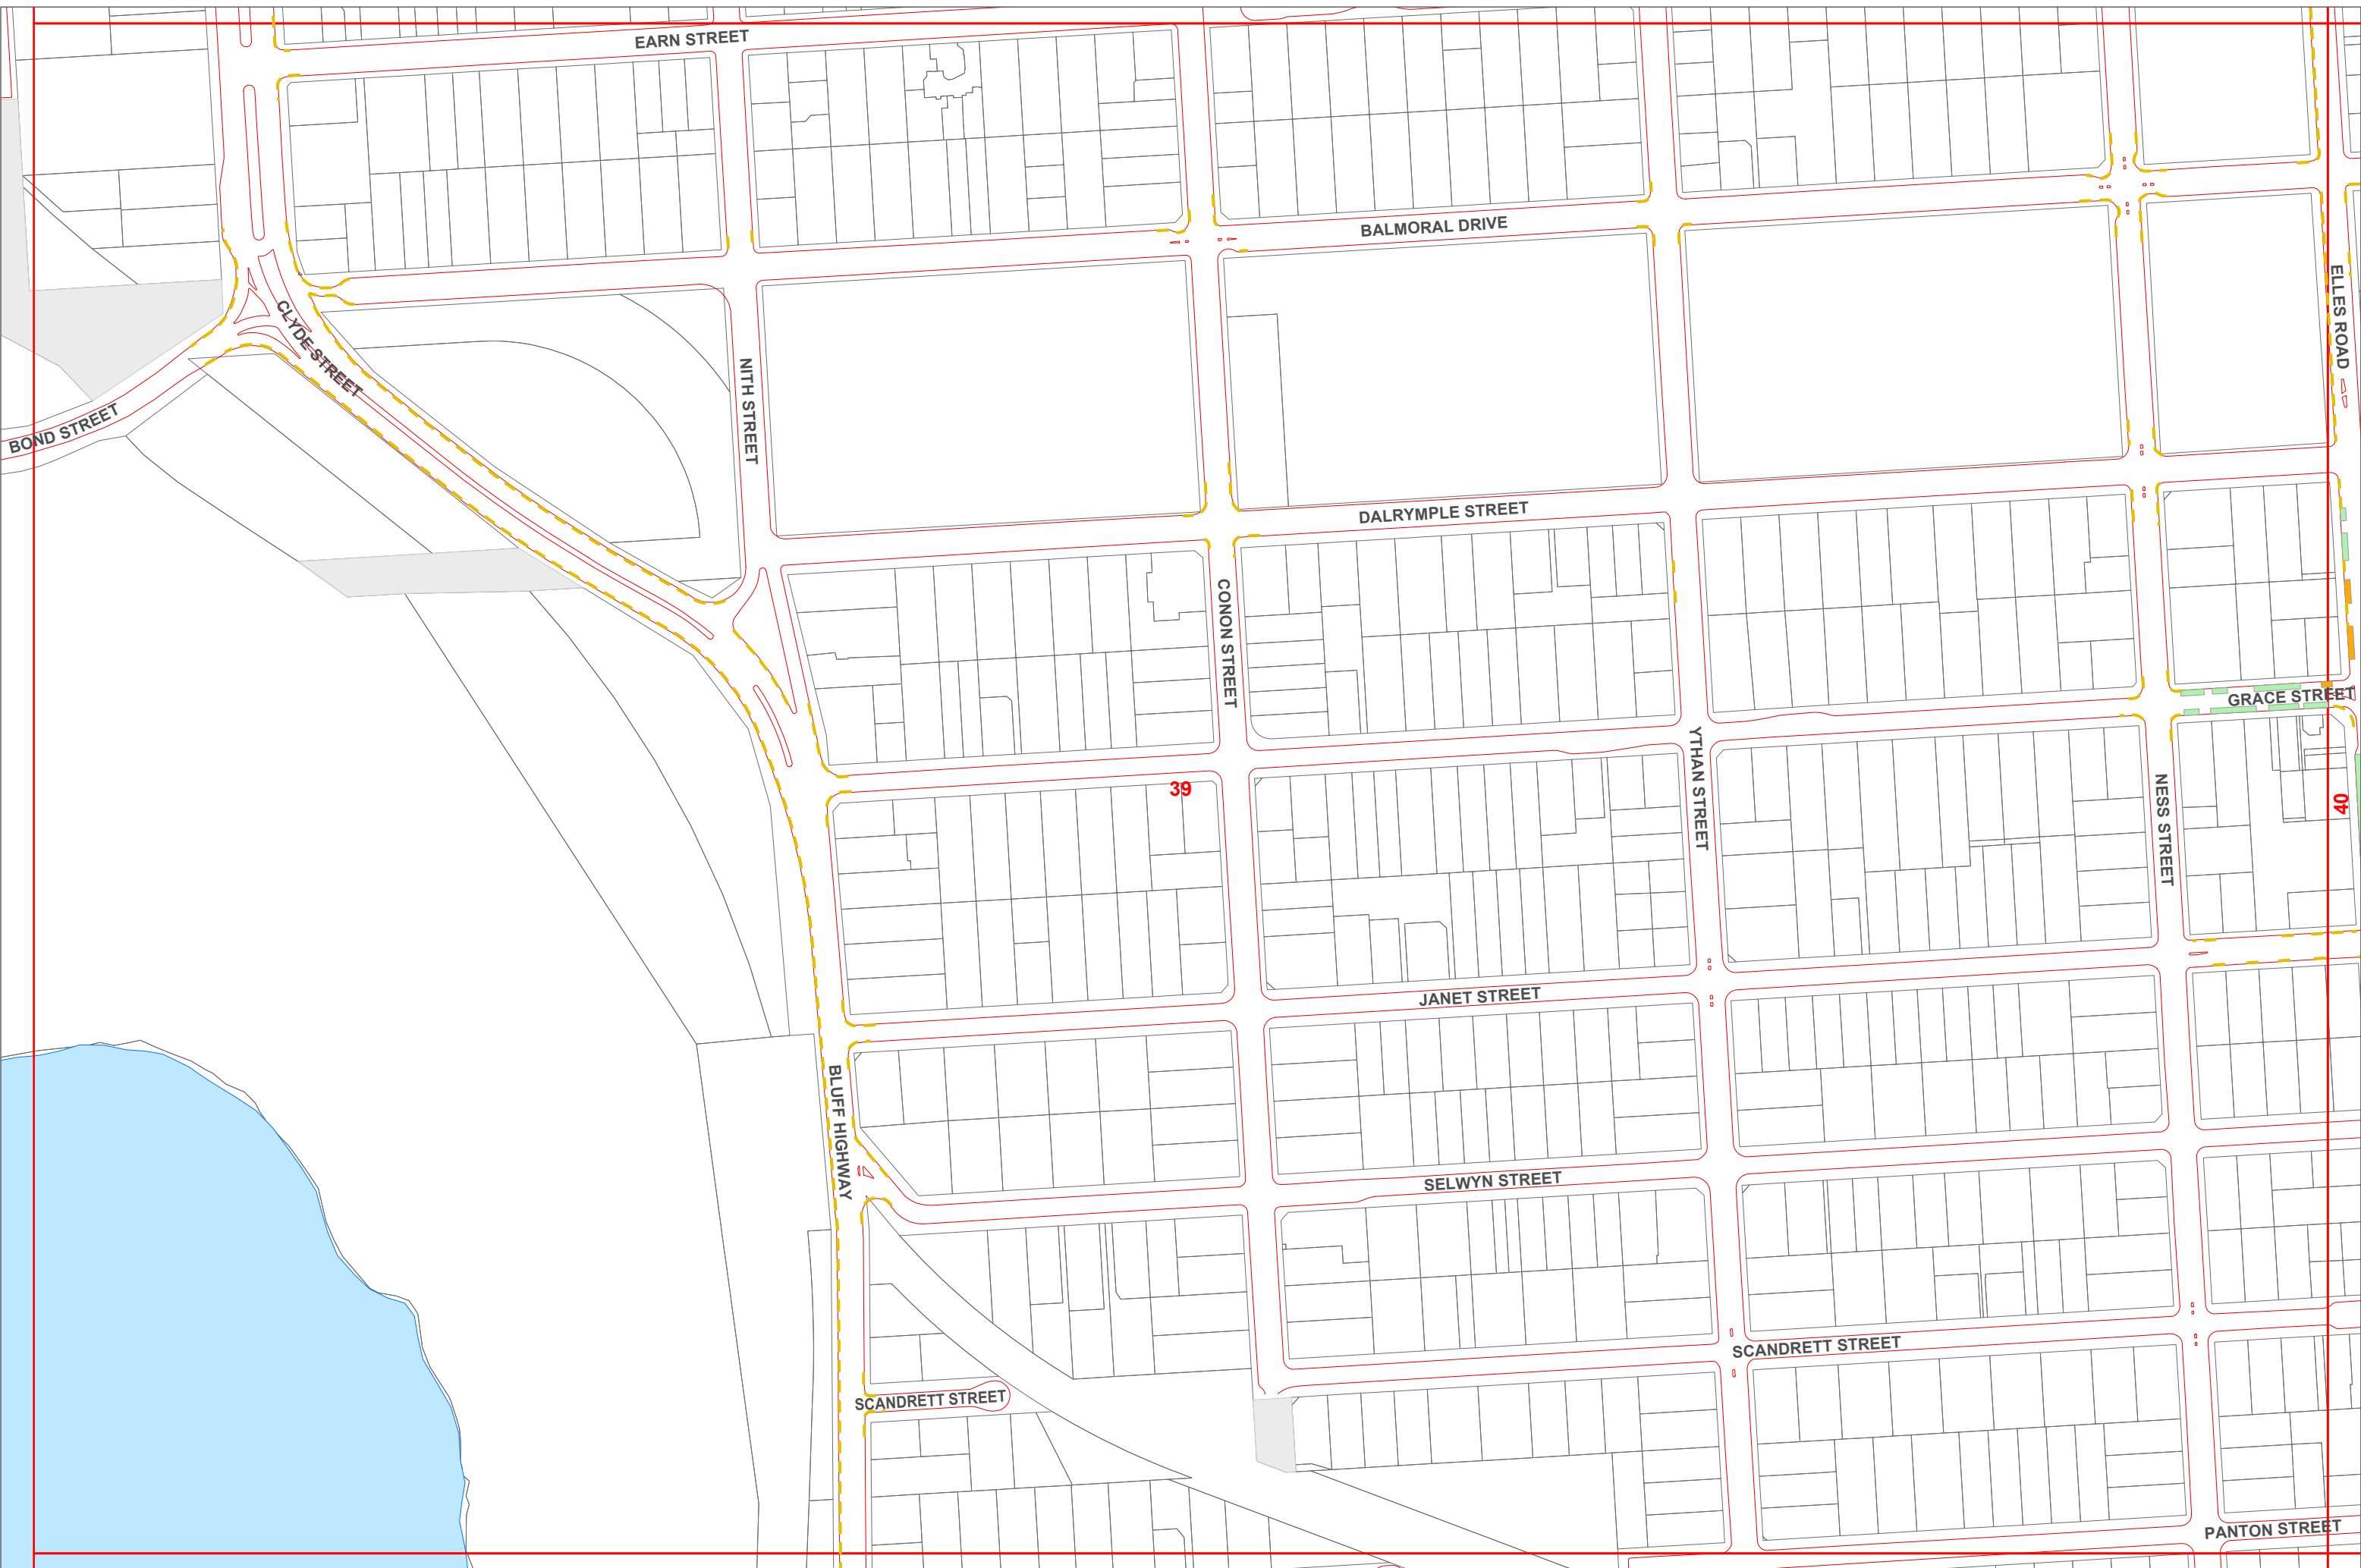 EARN STREET
BALMORAL DRIVE
CLYDE STREET
ELLES ROAD
NITH STREET
BOND STREET
DALRYMPLE STREET
CONON STREET
GRACE STREET
YTHAN STREET
NESS STREET
39
40
JANET STREET
BLUFF HIGHWAY
SELWYN STREET
SCANDRETT STREET
SCANDRETT STREET
PANTON STREET